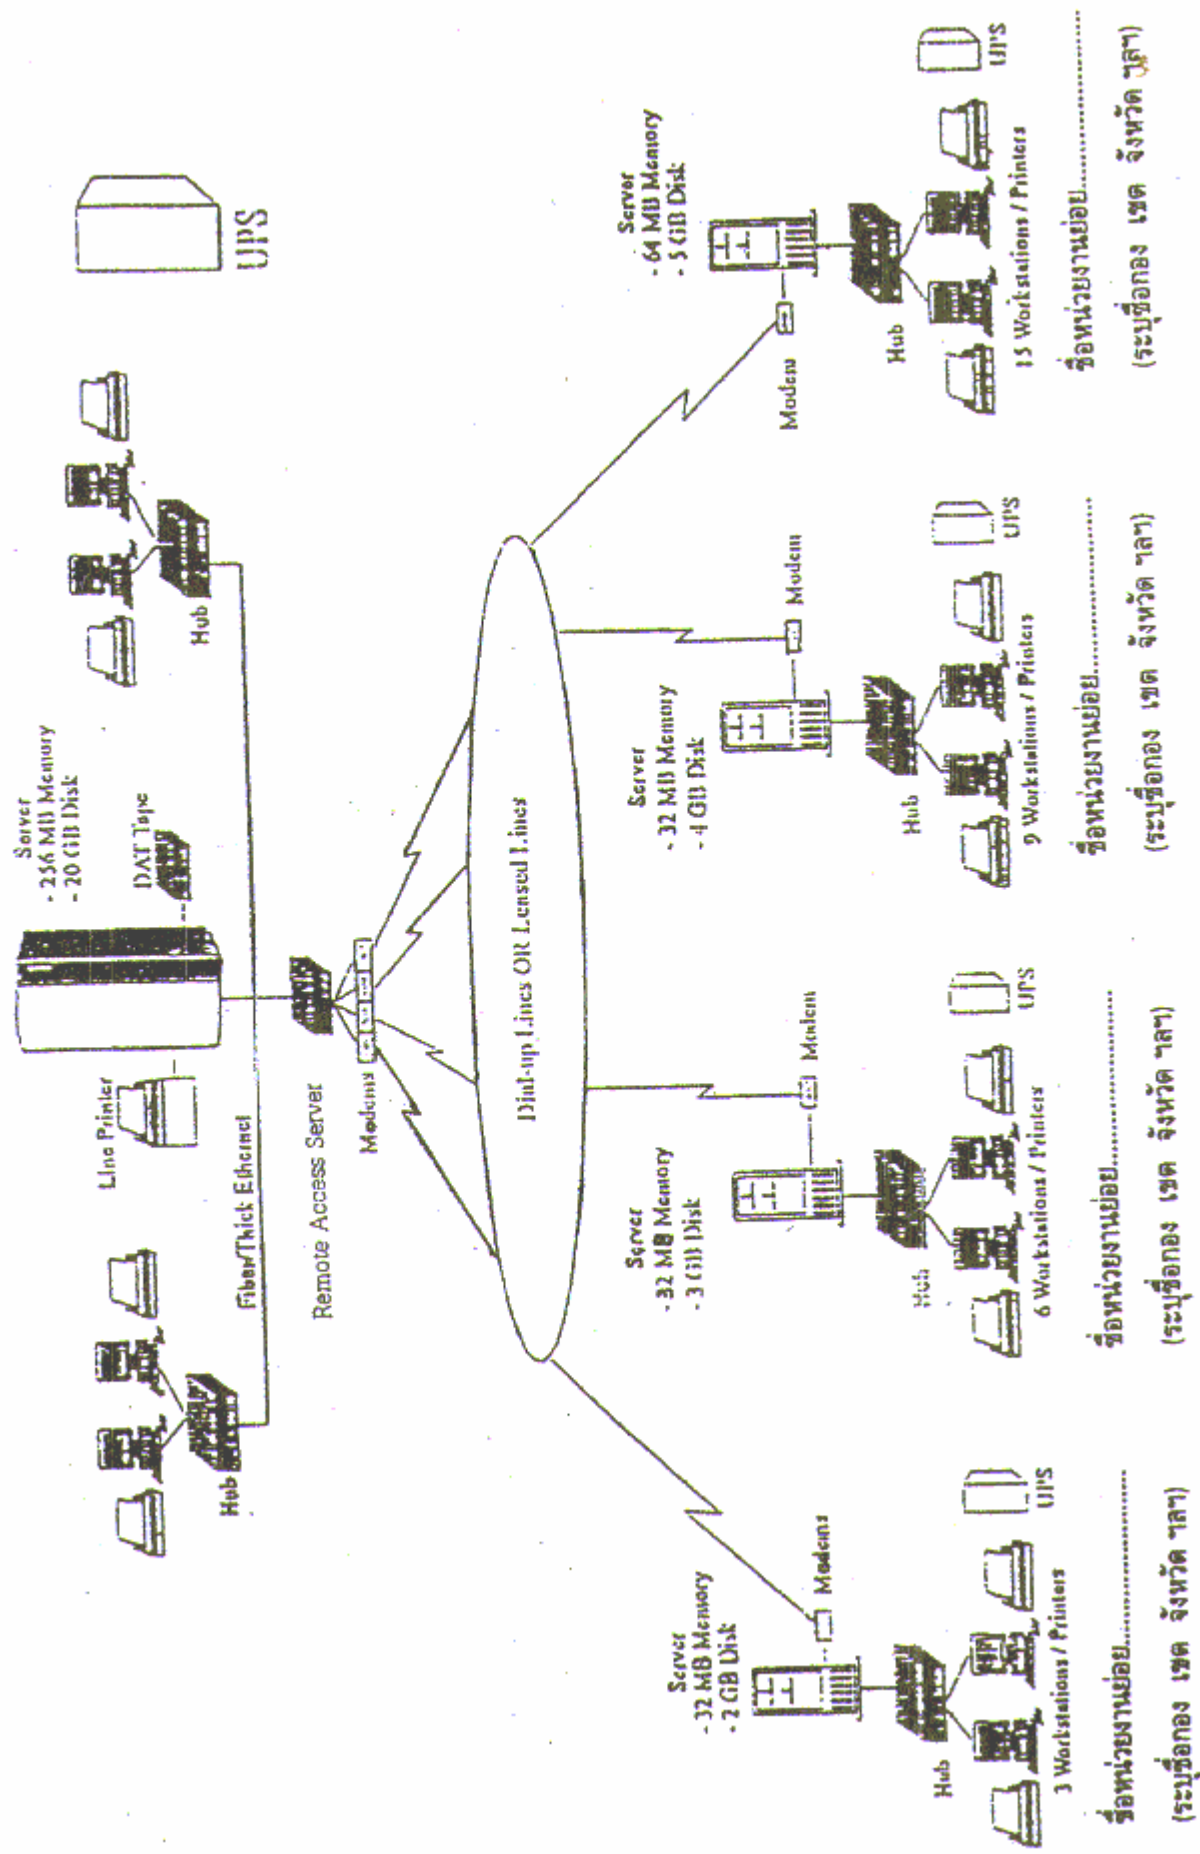 Server
- 256 MB Memory
- 20 GB Disk
DAT Tape
Line Printer
UPS
Hub
Hub
Fiber/Thick Ethernet
Remote Access Server
Modems
Dial-up Lines OR Leased Lines
Server
- 32 MB Memory
- 2 GB Disk
Modems
Hub
UPS
3 Workstations / Printers
ชื่อหน่วยงานย่อย........................
(ระบุชื่อกอง เขต จังหวัด ฯลฯ)
Server
- 32 MB Memory
- 3 GB Disk
Modem
Hub
UPS
6 Workstations / Printers
ชื่อหน่วยงานย่อย........................
(ระบุชื่อกอง เขต จังหวัด ฯลฯ)
Server
- 32 MB Memory
- 4 GB Disk
Modem
Hub
UPS
9 Workstations / Printers
ชื่อหน่วยงานย่อย........................
(ระบุชื่อกอง เขต จังหวัด ฯลฯ)
Server
- 64 MB Memory
- 5 GB Disk
Modem
Hub
UPS
15 Workstations / Printers
ชื่อหน่วยงานย่อย........................
(ระบุชื่อกอง เขต จังหวัด ฯลฯ)